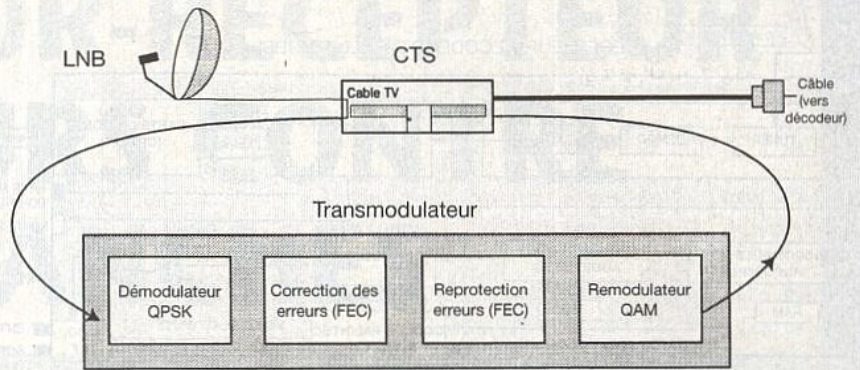 LNB
CTS
Cable TV
Câble
(vers
décodeur)
Transmodulateur
Démodulateur
QPSK
Correction des
erreurs (FEC)
Reprotection
erreurs (FEC)
Remodulateur
QAM